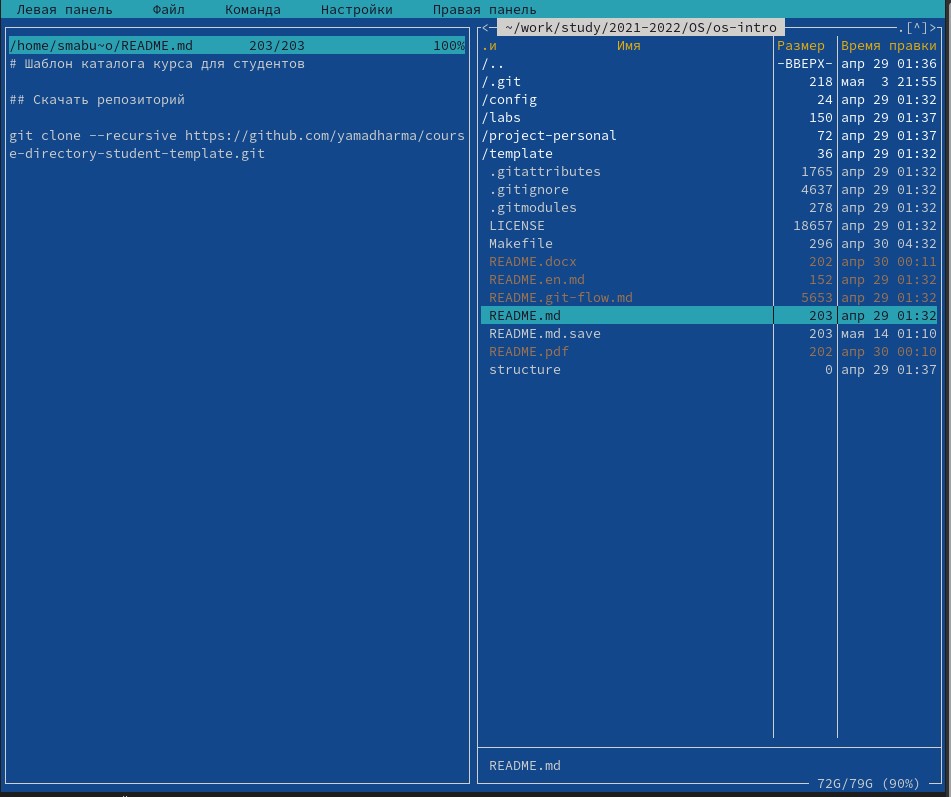 Левая панель Файл Команда Настройки Правая панель
/home/smabu~o/README.md 203/203 100%
# Шаблон каталога курса для студентов
## Скачать репозиторий
git clone --recursive https://github.com/yamadharma/cours
e-directory-student-template.git
<- ~/work/study/2021-2022/OS/os-intro .[^]>
.и Имя Размер Время правки
/.. -ВВЕРХ- апр 29 01:36
/.git 218 мая 3 21:55
/config 24 апр 29 01:32
/labs 150 апр 29 01:37
/project-personal 72 апр 29 01:37
/template 36 апр 29 01:32
.gitattributes 1765 апр 29 01:32
.gitignore 4637 апр 29 01:32
.gitmodules 278 апр 29 01:32
LICENSE 18657 апр 29 01:32
Makefile 296 апр 30 04:32
README.docx 202 апр 30 00:11
README.en.md 152 апр 29 01:32
README.git-flow.md 5653 апр 29 01:32
README.md 203 апр 29 01:32
README.md.save 203 мая 14 01:10
README.pdf 202 апр 30 00:10
structure 0 апр 29 01:37
README.md
72G/79G (90%)